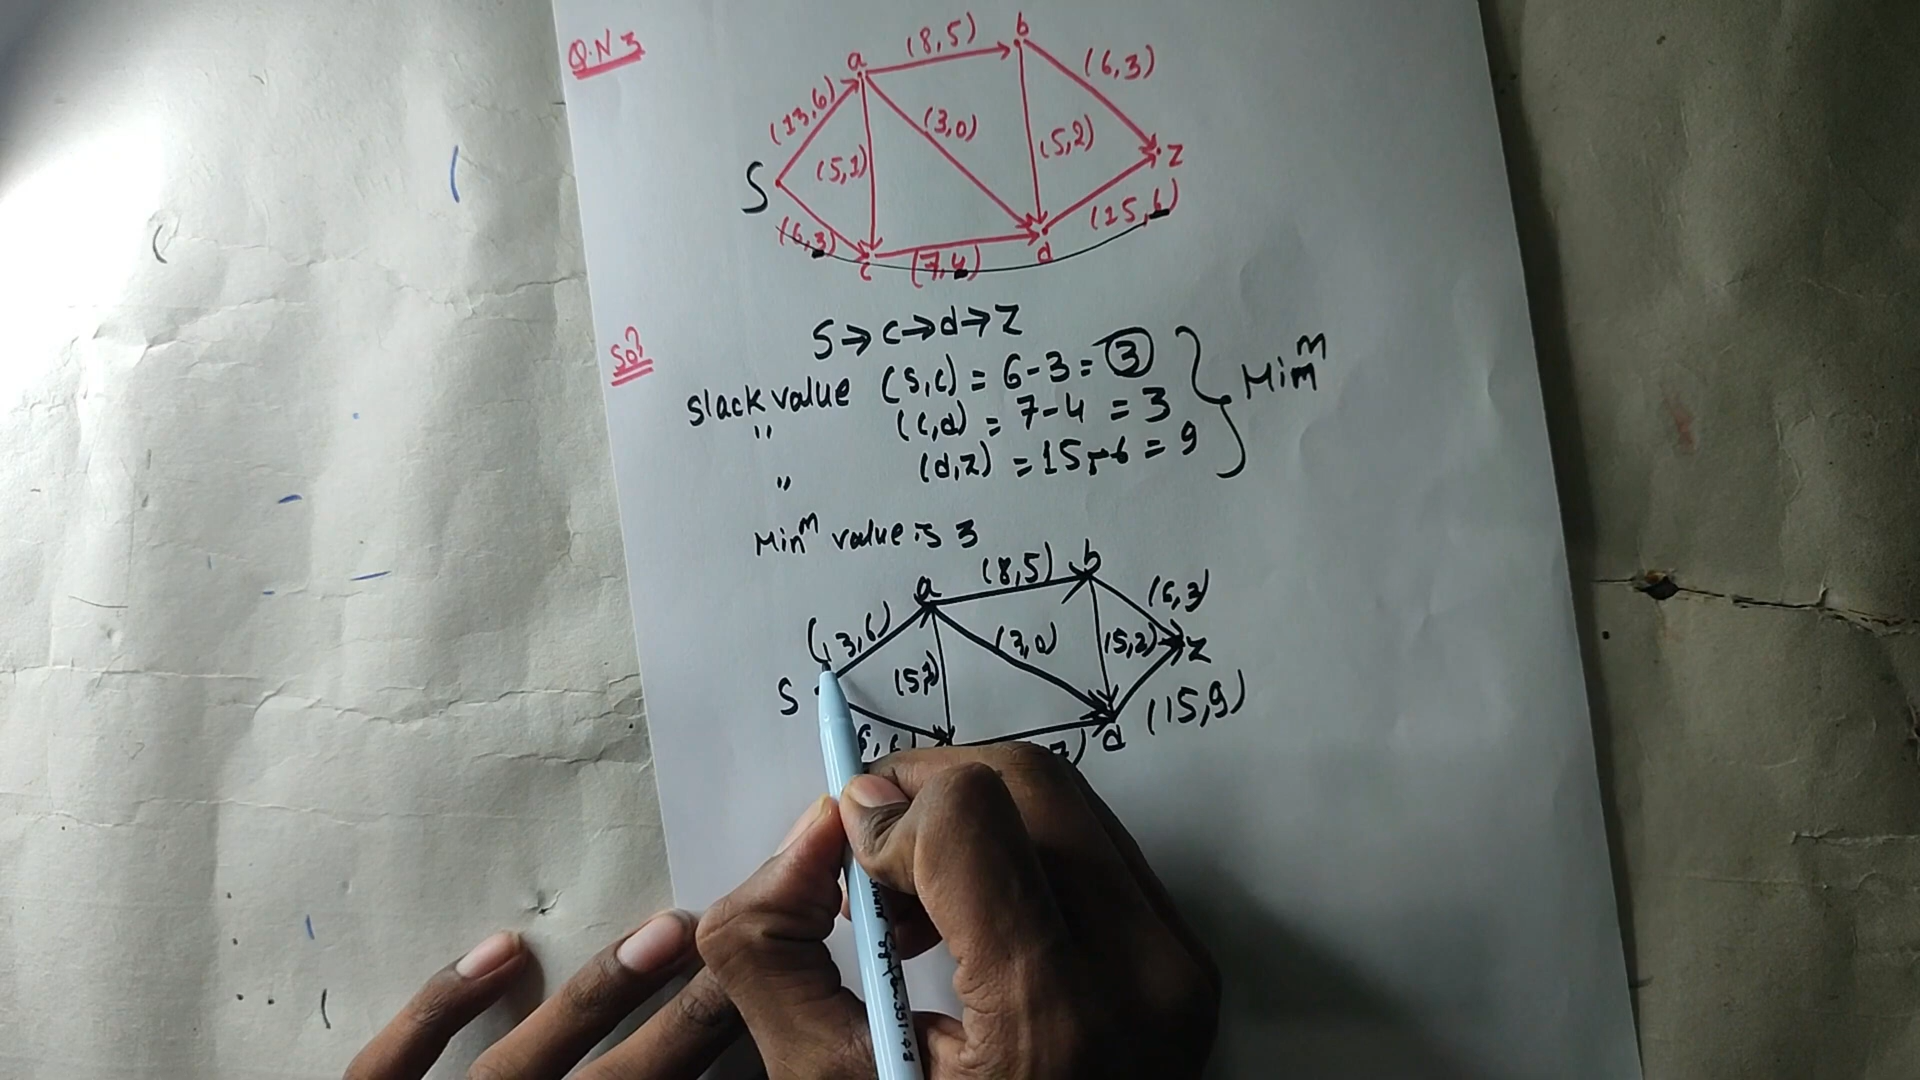 Q.N 3
a (8,5) b
(6,3)
(13,6) (3,0)
(5,1) (5,2) z
S
(6,3) c (7,4) d (15,6)
Sol
S→c→d→z
slack value (s,c) = 6-3 = 3
" (c,d) = 7-4 = 3 Minm
" (d,z) = 15-6 = 9
Minm value is 3
a (8,5) b
(13,6) (3,0) (6,3)
(5,2) z
S d (15,9)